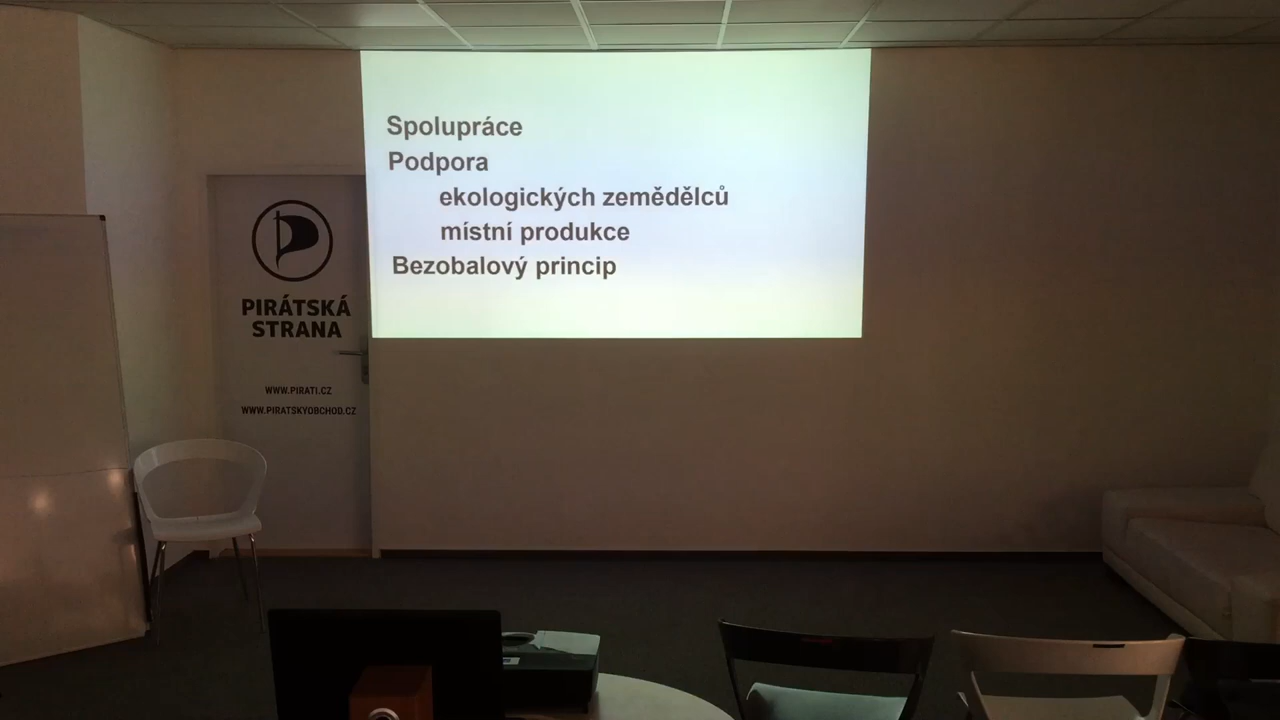 Spolupráce
Podpora
ekologických zemědělců
místní produkce
Bezobalový princip
PIRÁTSKÁ
STRANA
WWW.PIRATI.CZ
WWW.PIRATSKYOBCHOD.CZ